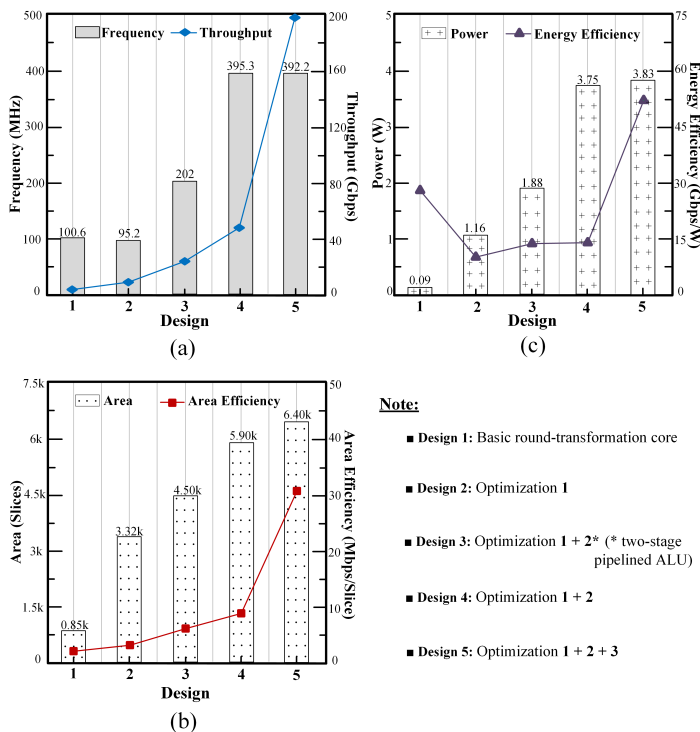 Frequency Throughput
500
400
300
200
100
0
Frequency (MHz)
100.6
95.2
202
395.3
392.2
200
160
120
80
40
0
Throughput (Gbps)
1 2 3 4 5
Design
(a)
Power Energy Efficiency
5
4
3
2
1
0
Power (W)
0.09
1.16
1.88
3.75
3.83
75
60
45
30
15
0
Energy Efficiency (Gbps/W)
1 2 3 4 5
Design
(c)
Area Area Efficiency
7.5k
6k
4.5k
3k
1.5k
0
Area (Slices)
0.85k
3.32k
4.50k
5.90k
6.40k
50
40
30
20
10
0
Area Efficiency (Mbps/Slice)
1 2 3 4 5
Design
(b)
Note:
■ Design 1: Basic round-transformation core
■ Design 2: Optimization 1
■ Design 3: Optimization 1 + 2* (* two-stage
pipelined ALU)
■ Design 4: Optimization 1 + 2
■ Design 5: Optimization 1 + 2 + 3